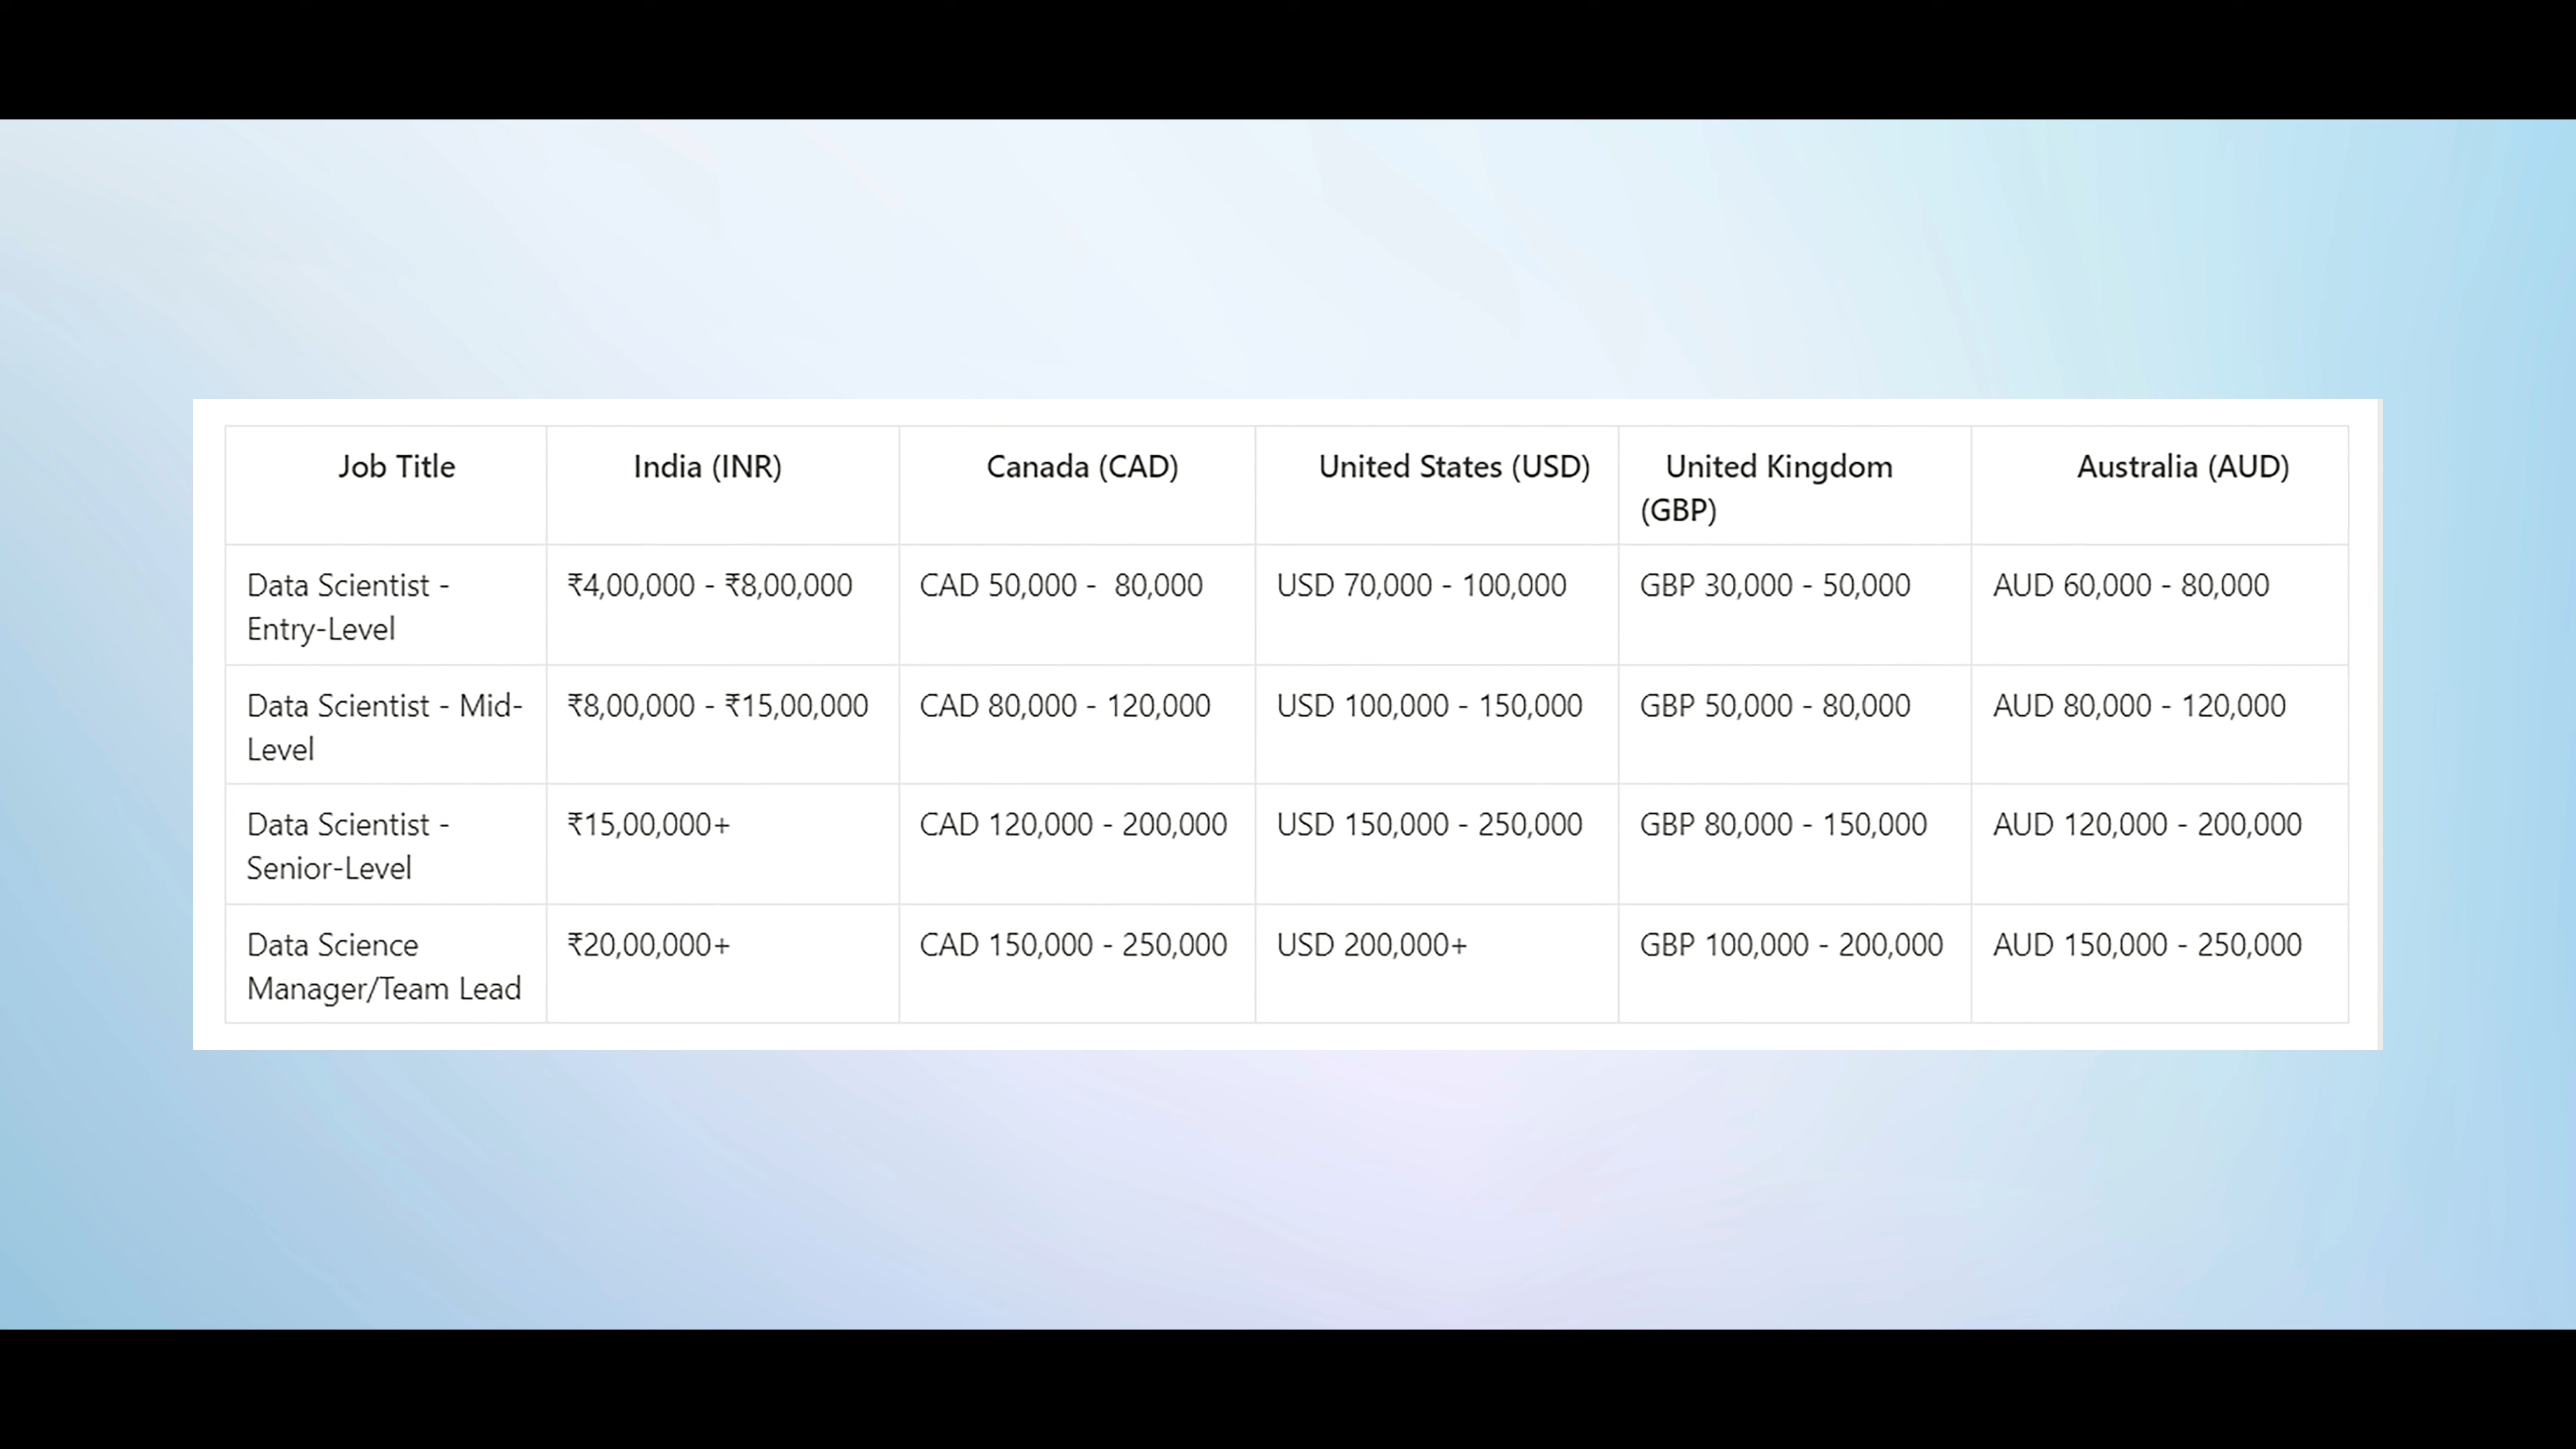 Job Title India (INR) Canada (CAD) United States (USD) United Kingdom (GBP) Australia (AUD)
Data Scientist - Entry-Level ₹4,00,000 - ₹8,00,000 CAD 50,000 - 80,000 USD 70,000 - 100,000 GBP 30,000 - 50,000 AUD 60,000 - 80,000
Data Scientist - Mid-Level ₹8,00,000 - ₹15,00,000 CAD 80,000 - 120,000 USD 100,000 - 150,000 GBP 50,000 - 80,000 AUD 80,000 - 120,000
Data Scientist - Senior-Level ₹15,00,000+ CAD 120,000 - 200,000 USD 150,000 - 250,000 GBP 80,000 - 150,000 AUD 120,000 - 200,000
Data Science Manager/Team Lead ₹20,00,000+ CAD 150,000 - 250,000 USD 200,000+ GBP 100,000 - 200,000 AUD 150,000 - 250,000